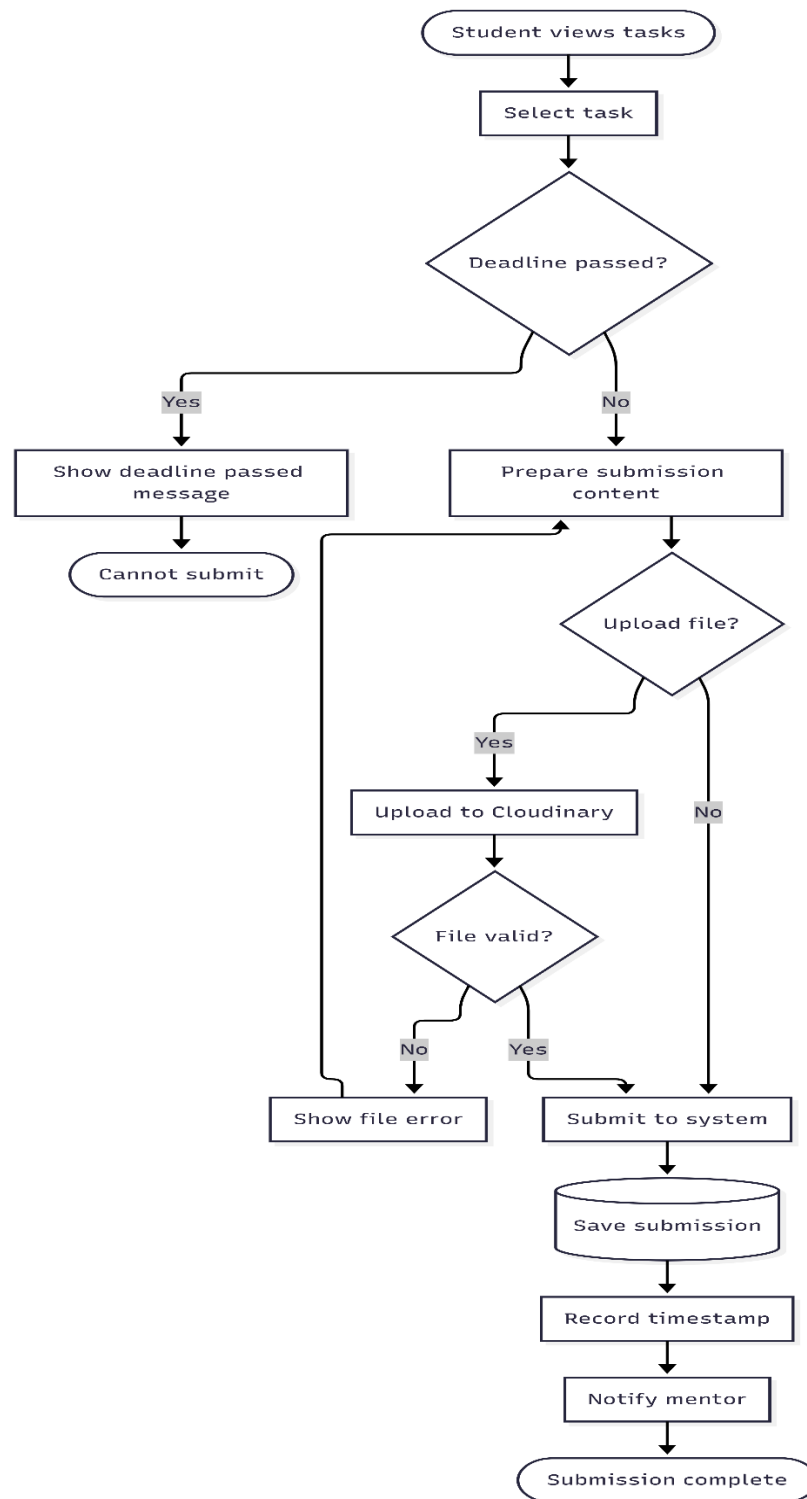 Student views tasks
Select task
Deadline passed?
Yes
No
Show deadline passed
message
Prepare submission
content
Cannot submit
Upload file?
Yes
Upload to Cloudinary
No
File valid?
No
Yes
Show file error
Submit to system
Save submission
Record timestamp
Notify mentor
Submission complete